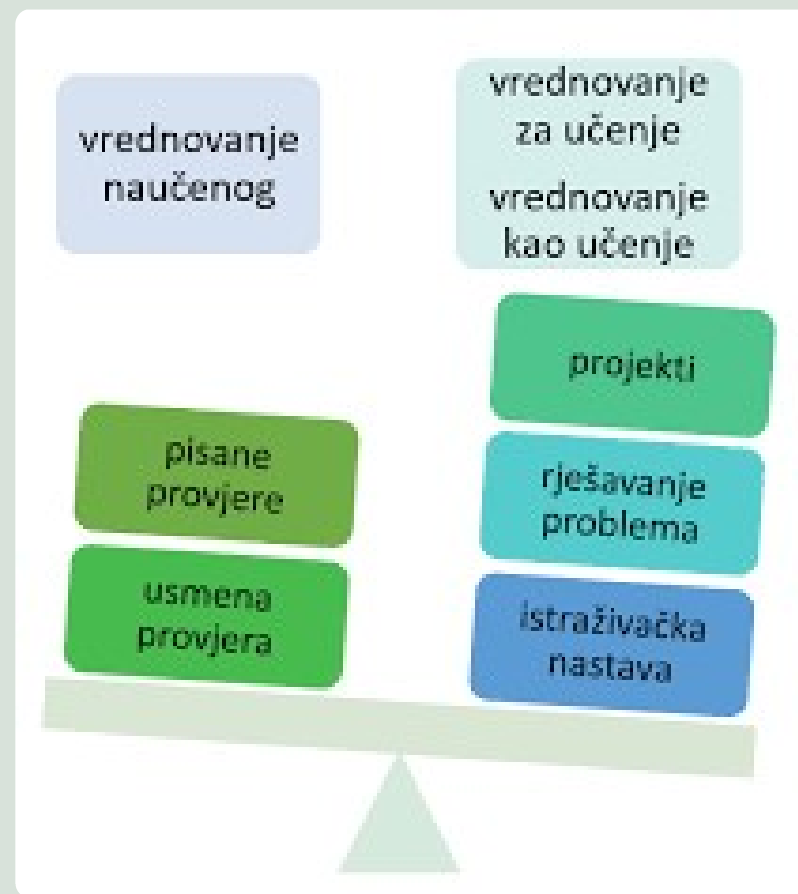 vrednovanje
naučenog
vrednovanje
za učenje
vrednovanje
kao učenje
pisane
provjere
usmena
provjera
projekti
rješavanje
problema
istraživačka
nastava